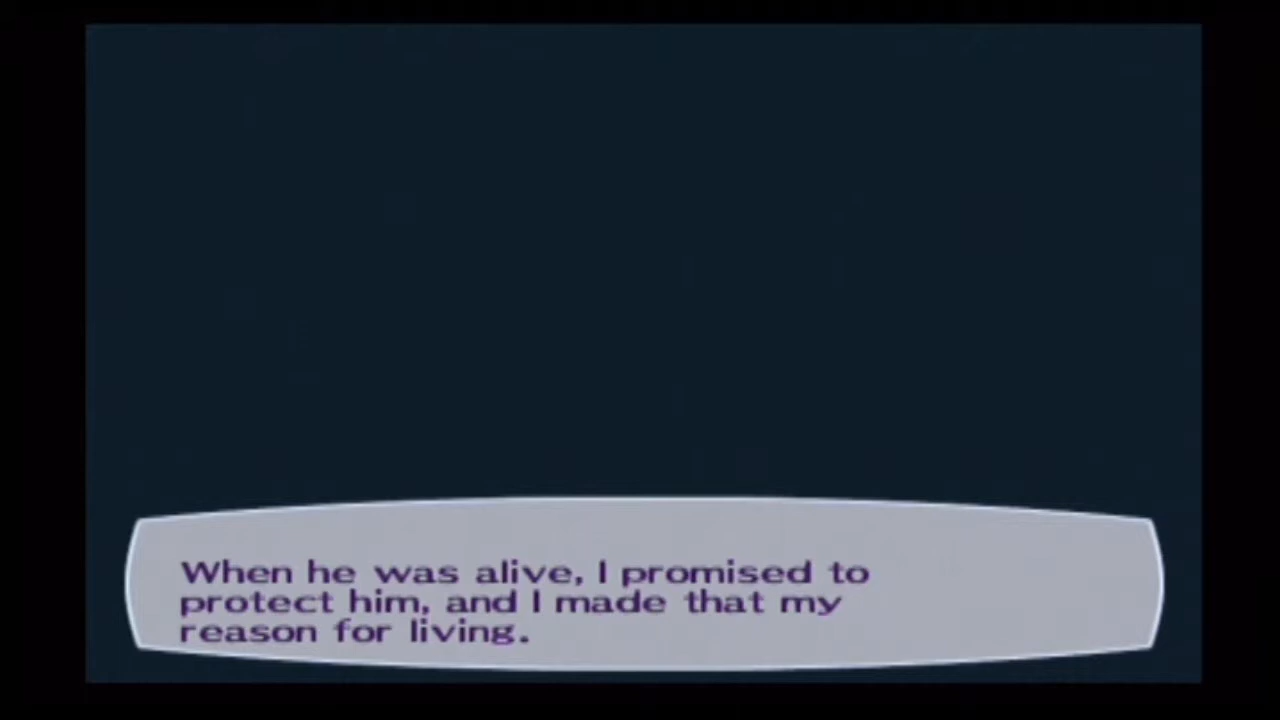 When he was alive, I promised to
protect him, and I made that my
reason for living.